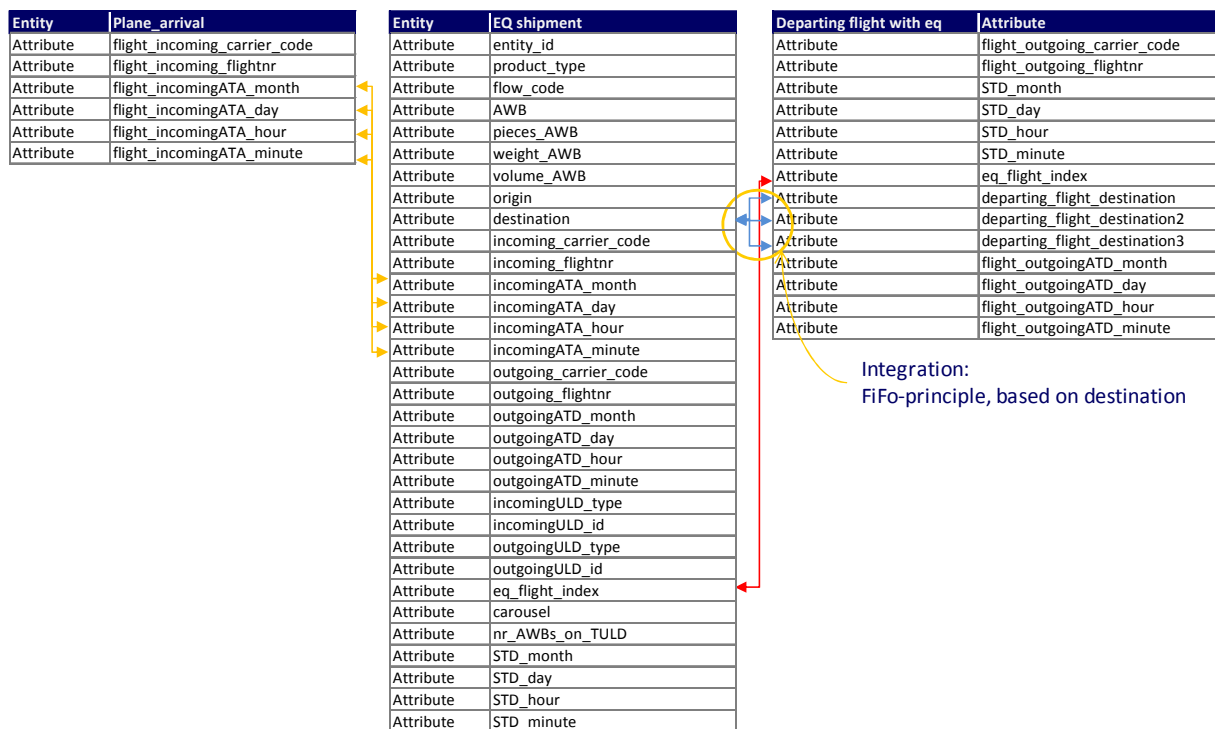 Entity Plane_arrival
Attribute flight_incoming_carrier_code
Attribute flight_incoming_flightnr
Attribute flight_incomingATA_month
Attribute flight_incomingATA_day
Attribute flight_incomingATA_hour
Attribute flight_incomingATA_minute
Entity EQ shipment
Attribute entity_id
Attribute product_type
Attribute flow_code
Attribute AWB
Attribute pieces_AWB
Attribute weight_AWB
Attribute volume_AWB
Attribute origin
Attribute destination
Attribute incoming_carrier_code
Attribute incoming_flightnr
Attribute incomingATA_month
Attribute incomingATA_day
Attribute incomingATA_hour
Attribute incomingATA_minute
Attribute outgoing_carrier_code
Attribute outgoing_flightnr
Attribute outgoingATD_month
Attribute outgoingATD_day
Attribute outgoingATD_hour
Attribute outgoingATD_minute
Attribute incomingULD_type
Attribute incomingULD_id
Attribute outgoingULD_type
Attribute outgoingULD_id
Attribute eq_flight_index
Attribute carousel
Attribute nr_AWBs_on_TULD
Attribute STD_month
Attribute STD_day
Attribute STD_hour
Attribute STD_minute
Departing flight with eq Attribute
Attribute flight_outgoing_carrier_code
Attribute flight_outgoing_flightnr
Attribute STD_month
Attribute STD_day
Attribute STD_hour
Attribute STD_minute
Attribute eq_flight_index
Attribute departing_flight_destination
Attribute departing_flight_destination2
Attribute departing_flight_destination3
Attribute flight_outgoingATD_month
Attribute flight_outgoingATD_day
Attribute flight_outgoingATD_hour
Attribute flight_outgoingATD_minute
Integration:
FiFo-principle, based on destination